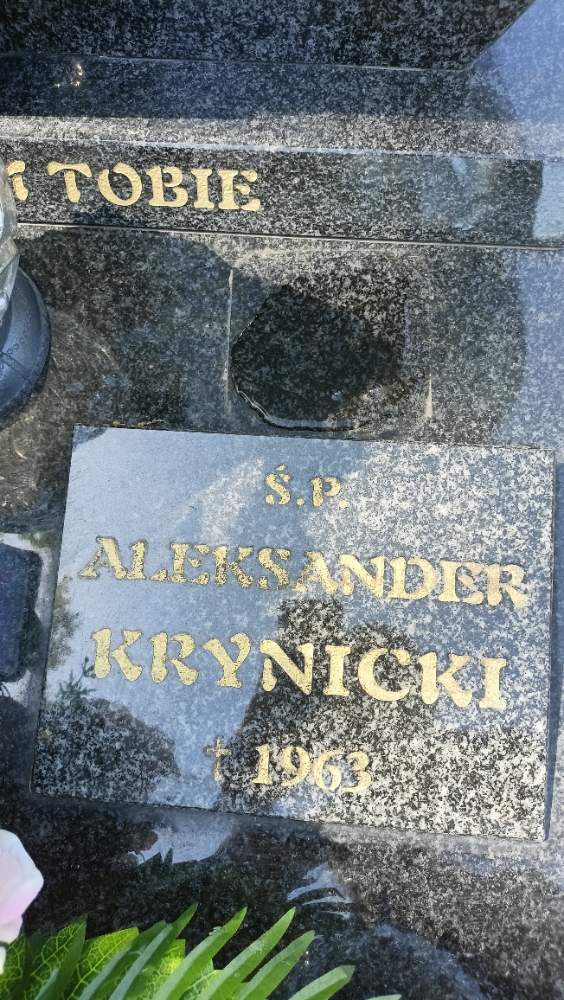 TOBIE
Ś.P.
ALEKSANDER
KRYNICKI
† 1963